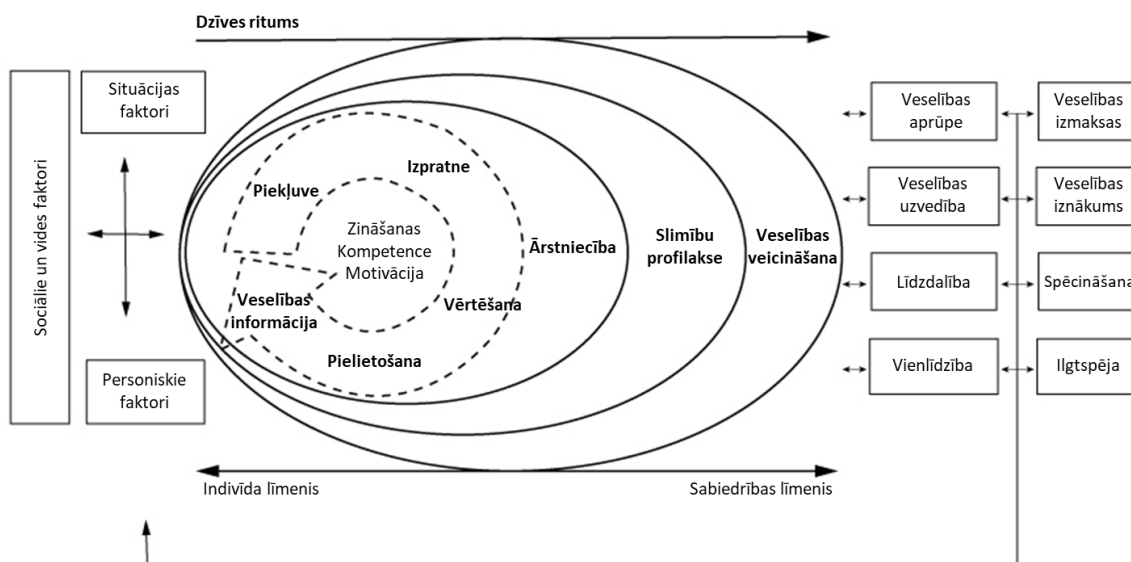 Dzīves ritums
Sociālie un vides faktori
Situācijas
faktori
Personiskie
faktori
Piekļuve
Izpratne
Zināšanas
Kompetence
Motivācija
Veselības
informācija
Vērtēšana
Pielietošana
Ārstniecība
Slimību
profilakse
Veselības
veicināšana
Veselības
aprūpe
Veselības
izmaksas
Veselības
uzvedība
Veselības
iznākums
Līdzdalība
Spēcināšana
Vienlīdzība
Ilgtspēja
Indivīda līmenis
Sabiedrības līmenis